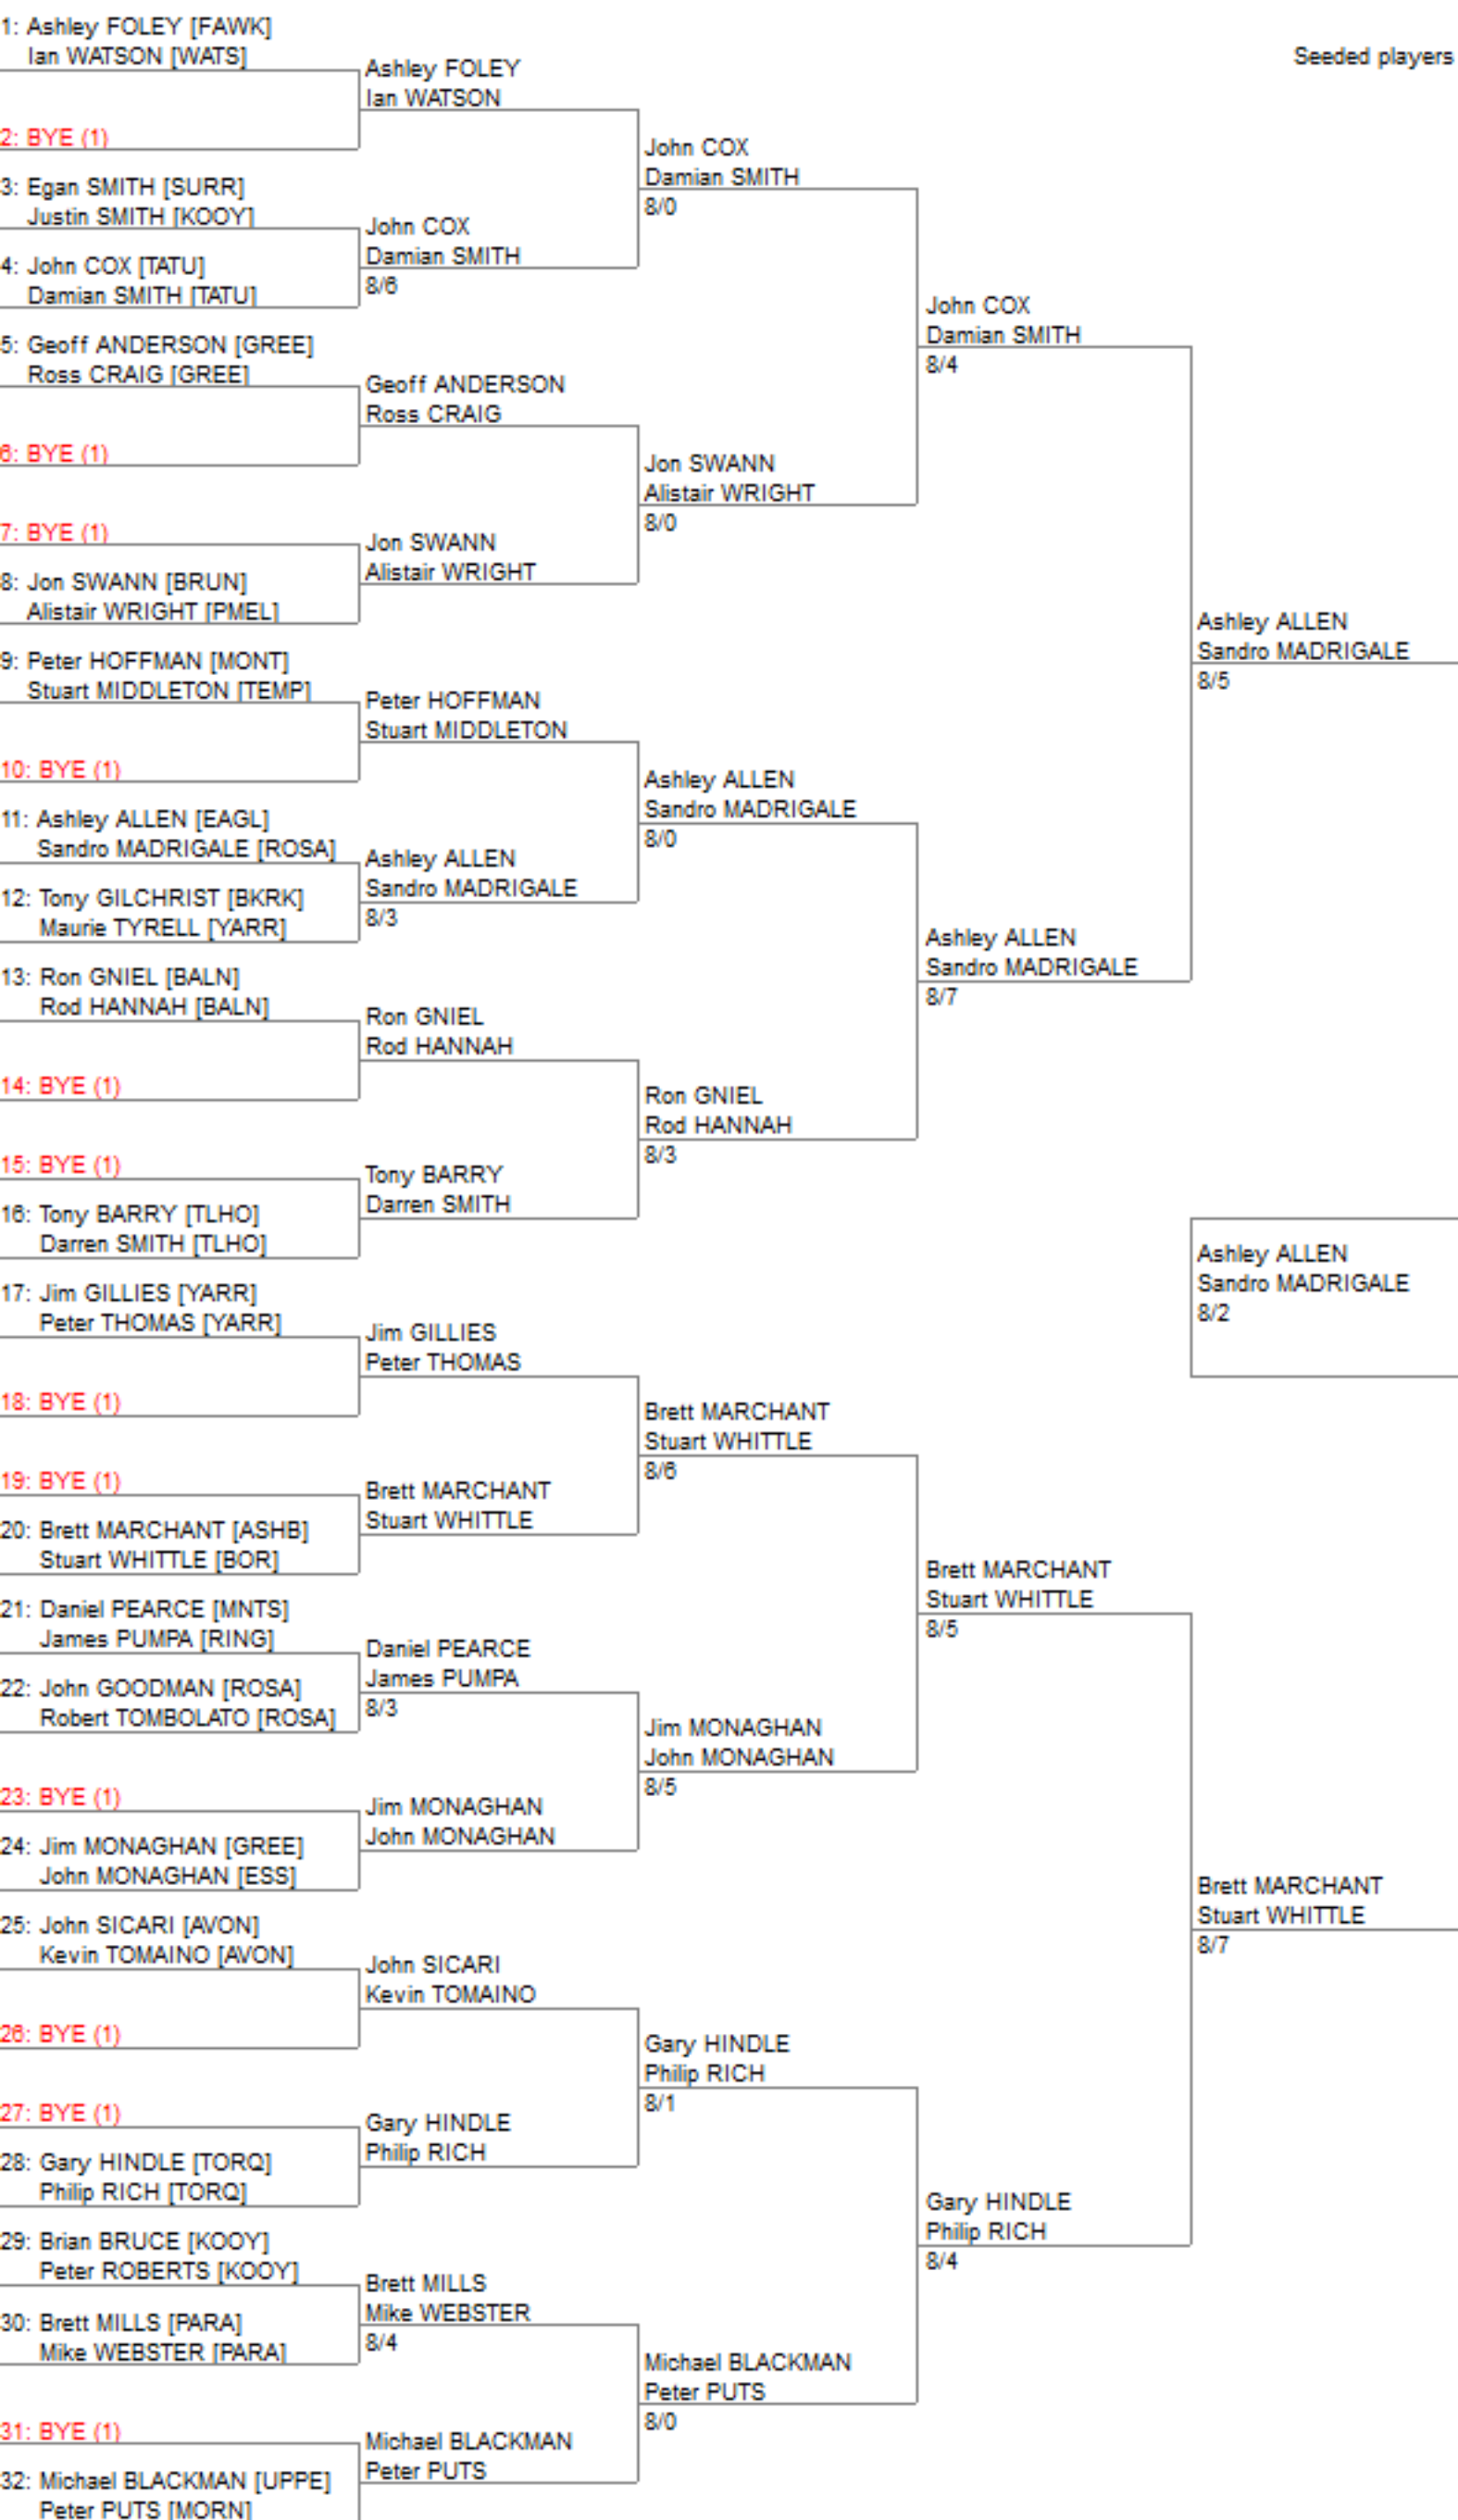 1: Ashley FOLEY [FAWK]
Ian WATSON [WATS]
2: BYE (1)
3: Egan SMITH [SURR]
Justin SMITH [KOOY]
4: John COX [TATU]
Damian SMITH [TATU]
5: Geoff ANDERSON [GREE]
Ross CRAIG [GREE]
6: BYE (1)
7: BYE (1)
8: Jon SWANN [BRUN]
Alistair WRIGHT [PMEL]
9: Peter HOFFMAN [MONT]
Stuart MIDDLETON [TEMP]
10: BYE (1)
11: Ashley ALLEN [EAGL]
Sandro MADRIGALE [ROSA]
12: Tony GILCHRIST [BKRK]
Maurie TYRELL [YARR]
13: Ron GNIEL [BALN]
Rod HANNAH [BALN]
14: BYE (1)
15: BYE (1)
16: Tony BARRY [TLHO]
Darren SMITH [TLHO]
17: Jim GILLIES [YARR]
Peter THOMAS [YARR]
18: BYE (1)
19: BYE (1)
20: Brett MARCHANT [ASHB]
Stuart WHITTLE [BOR]
21: Daniel PEARCE [MNTS]
James PUMPA [RING]
22: John GOODMAN [ROSA]
Robert TOMBOLATO [ROSA]
23: BYE (1)
24: Jim MONAGHAN [GREE]
John MONAGHAN [ESS]
25: John SICARI [AVON]
Kevin TOMAINO [AVON]
26: BYE (1)
27: BYE (1)
28: Gary HINDLE [TORQ]
Philip RICH [TORQ]
29: Brian BRUCE [KOOY]
Peter ROBERTS [KOOY]
30: Brett MILLS [PARA]
Mike WEBSTER [PARA]
31: BYE (1)
32: Michael BLACKMAN [UPPE]
Peter PUTS [MORN]
Ashley FOLEY
Ian WATSON
John COX
Damian SMITH
8/6
Geoff ANDERSON
Ross CRAIG
Jon SWANN
Alistair WRIGHT
Peter HOFFMAN
Stuart MIDDLETON
Ashley ALLEN
Sandro MADRIGALE
8/3
Ron GNIEL
Rod HANNAH
Tony BARRY
Darren SMITH
Jim GILLIES
Peter THOMAS
Brett MARCHANT
Stuart WHITTLE
Daniel PEARCE
James PUMPA
8/3
Jim MONAGHAN
John MONAGHAN
John SICARI
Kevin TOMAINO
Gary HINDLE
Philip RICH
Brett MILLS
Mike WEBSTER
8/4
Michael BLACKMAN
Peter PUTS
John COX
Damian SMITH
8/0
Jon SWANN
Alistair WRIGHT
8/0
Ashley ALLEN
Sandro MADRIGALE
8/0
Ron GNIEL
Rod HANNAH
8/3
Brett MARCHANT
Stuart WHITTLE
8/6
Jim MONAGHAN
John MONAGHAN
8/5
Gary HINDLE
Philip RICH
8/1
Michael BLACKMAN
Peter PUTS
8/0
John COX
Damian SMITH
8/4
Ashley ALLEN
Sandro MADRIGALE
8/7
Brett MARCHANT
Stuart WHITTLE
8/5
Gary HINDLE
Philip RICH
8/4
Seeded players
Ashley ALLEN
Sandro MADRIGALE
8/5
Ashley ALLEN
Sandro MADRIGALE
8/2
Brett MARCHANT
Stuart WHITTLE
8/7